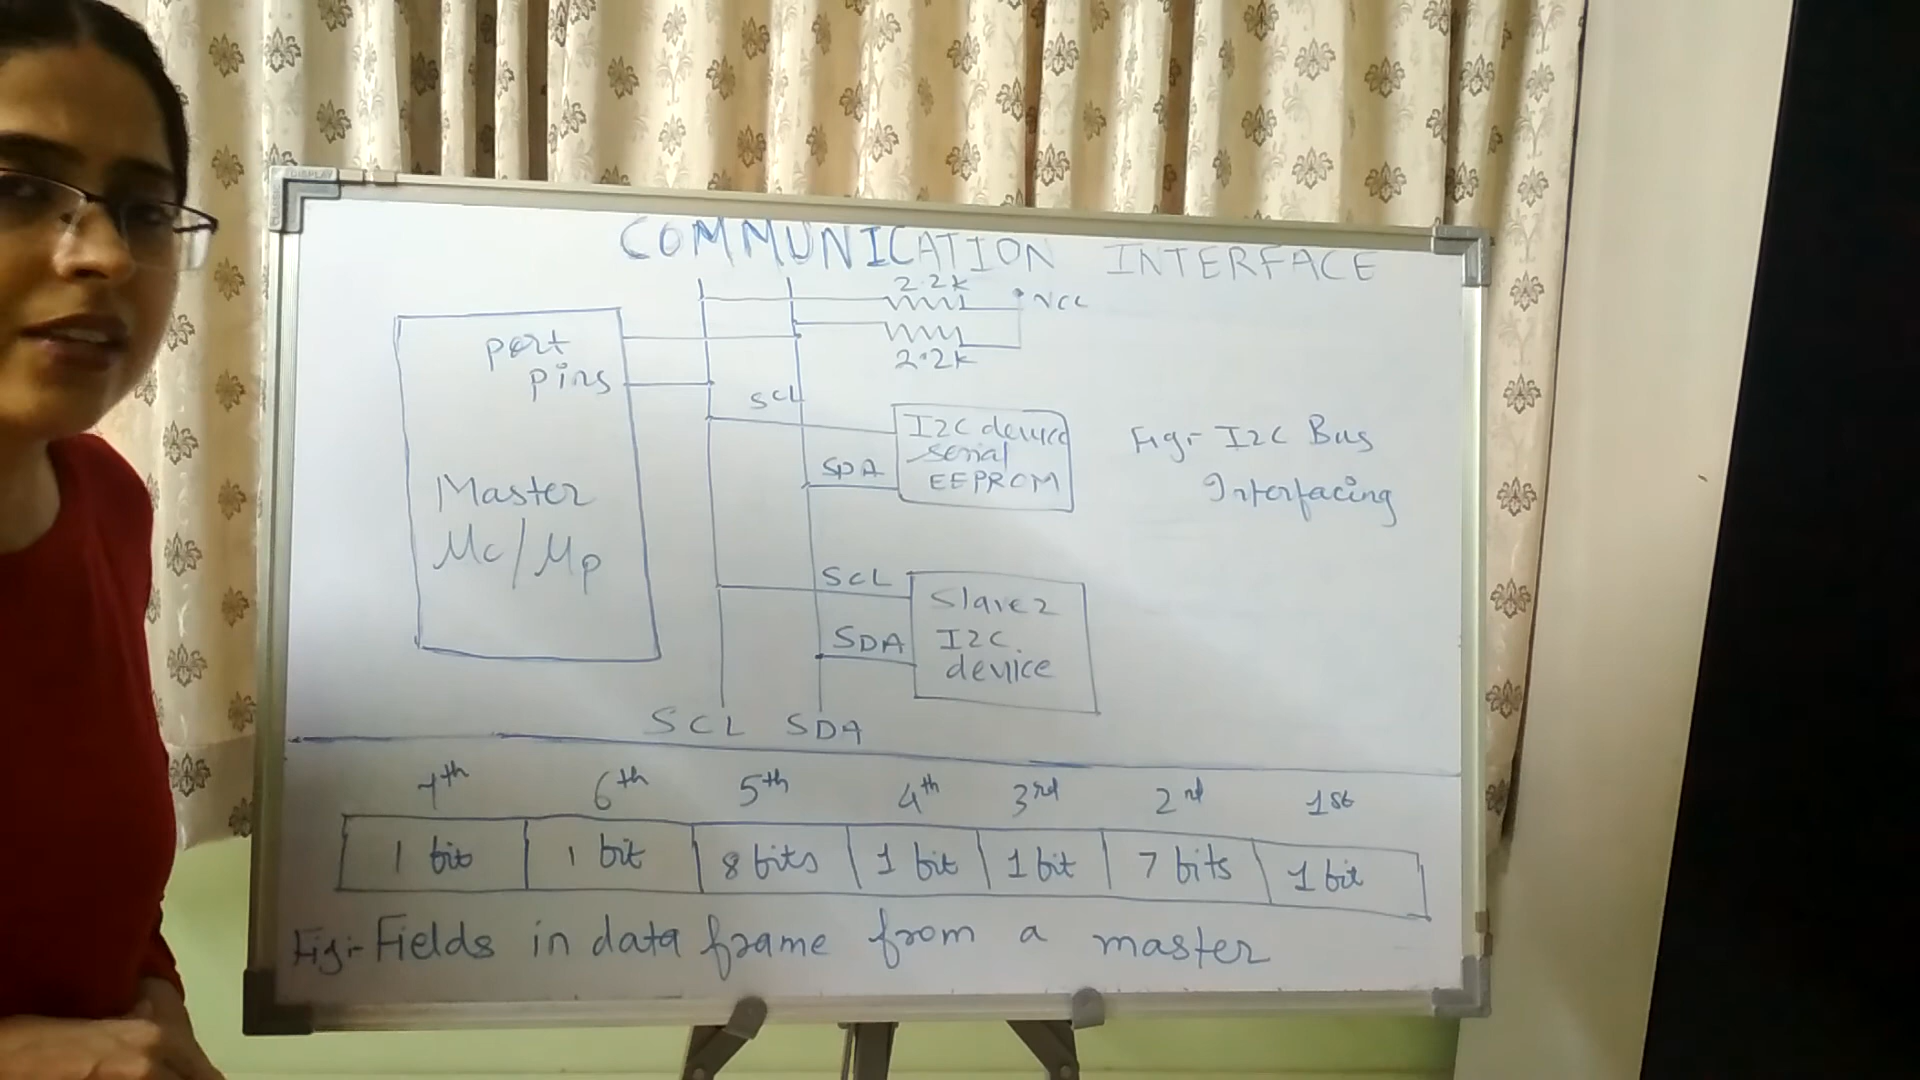 COMMUNICATION INTERFACE
2.2k
VCC
2.2k
port
pins
SCL
I2C device
serial
EEPROM
SDA
Master
Mc/Mp
Fig:- I2C Bus
Interfacing
SCL
SDA
Slave2
I2C
device
SCL SDA
7th 6th 5th 4th 3rd 2nd 1st
1 bit 1 bit 8 bits 1 bit 1 bit 7 bits 1 bit
Fig:- Fields in data frame from a master